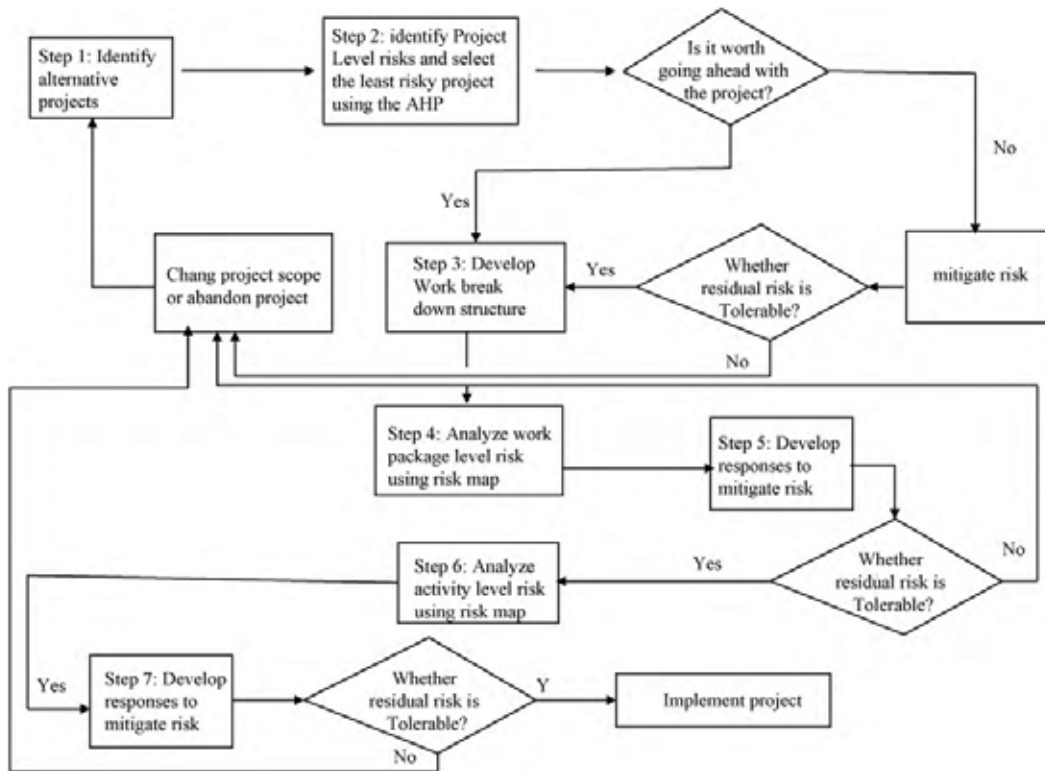 Step 1: Identify
alternative
projects
Step 2: identify Project
Level risks and select
the least risky project
using the AHP
Is it worth
going ahead with
the project?
No
Yes
Chang project scope
or abandon project
Step 3: Develop
Work break
down structure
Yes
Whether
residual risk is
Tolerable?
mitigate risk
No
Step 4: Analyze work
package level risk
using risk map
Step 5: Develop
responses to
mitigate risk
Step 6: Analyze
activity level risk
using risk map
Yes
Whether
residual risk is
Tolerable?
No
Yes
Step 7: Develop
responses to
mitigate risk
Whether
residual risk is
Tolerable?
Y
Implement project
No